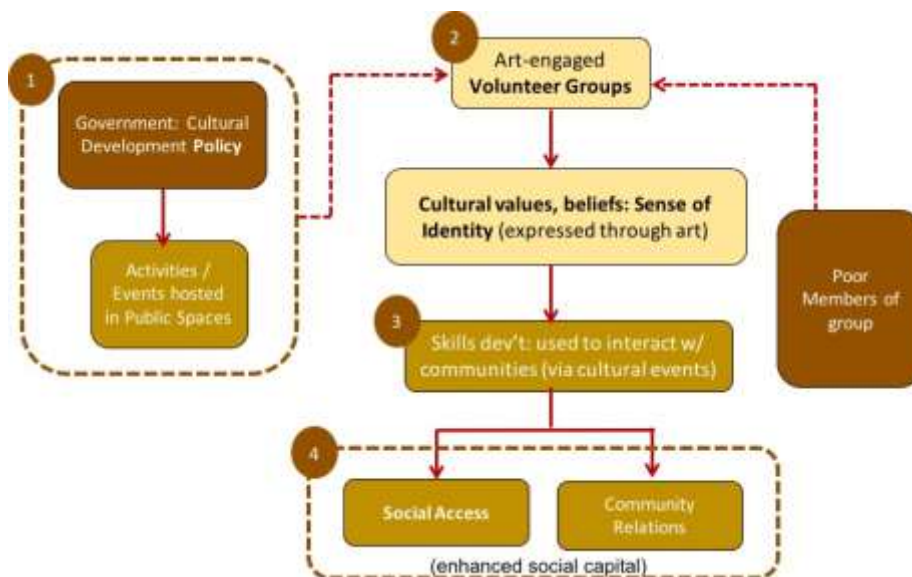 1
Government: Cultural
Development Policy
Activities /
Events hosted
in Public Spaces
2
Art-engaged
Volunteer Groups
Cultural values, beliefs: Sense of
Identity (expressed through art)
3
Skills dev't: used to interact w/
communities (via cultural events)
Poor
Members of
group
4
Social Access
Community
Relations
(enhanced social capital)